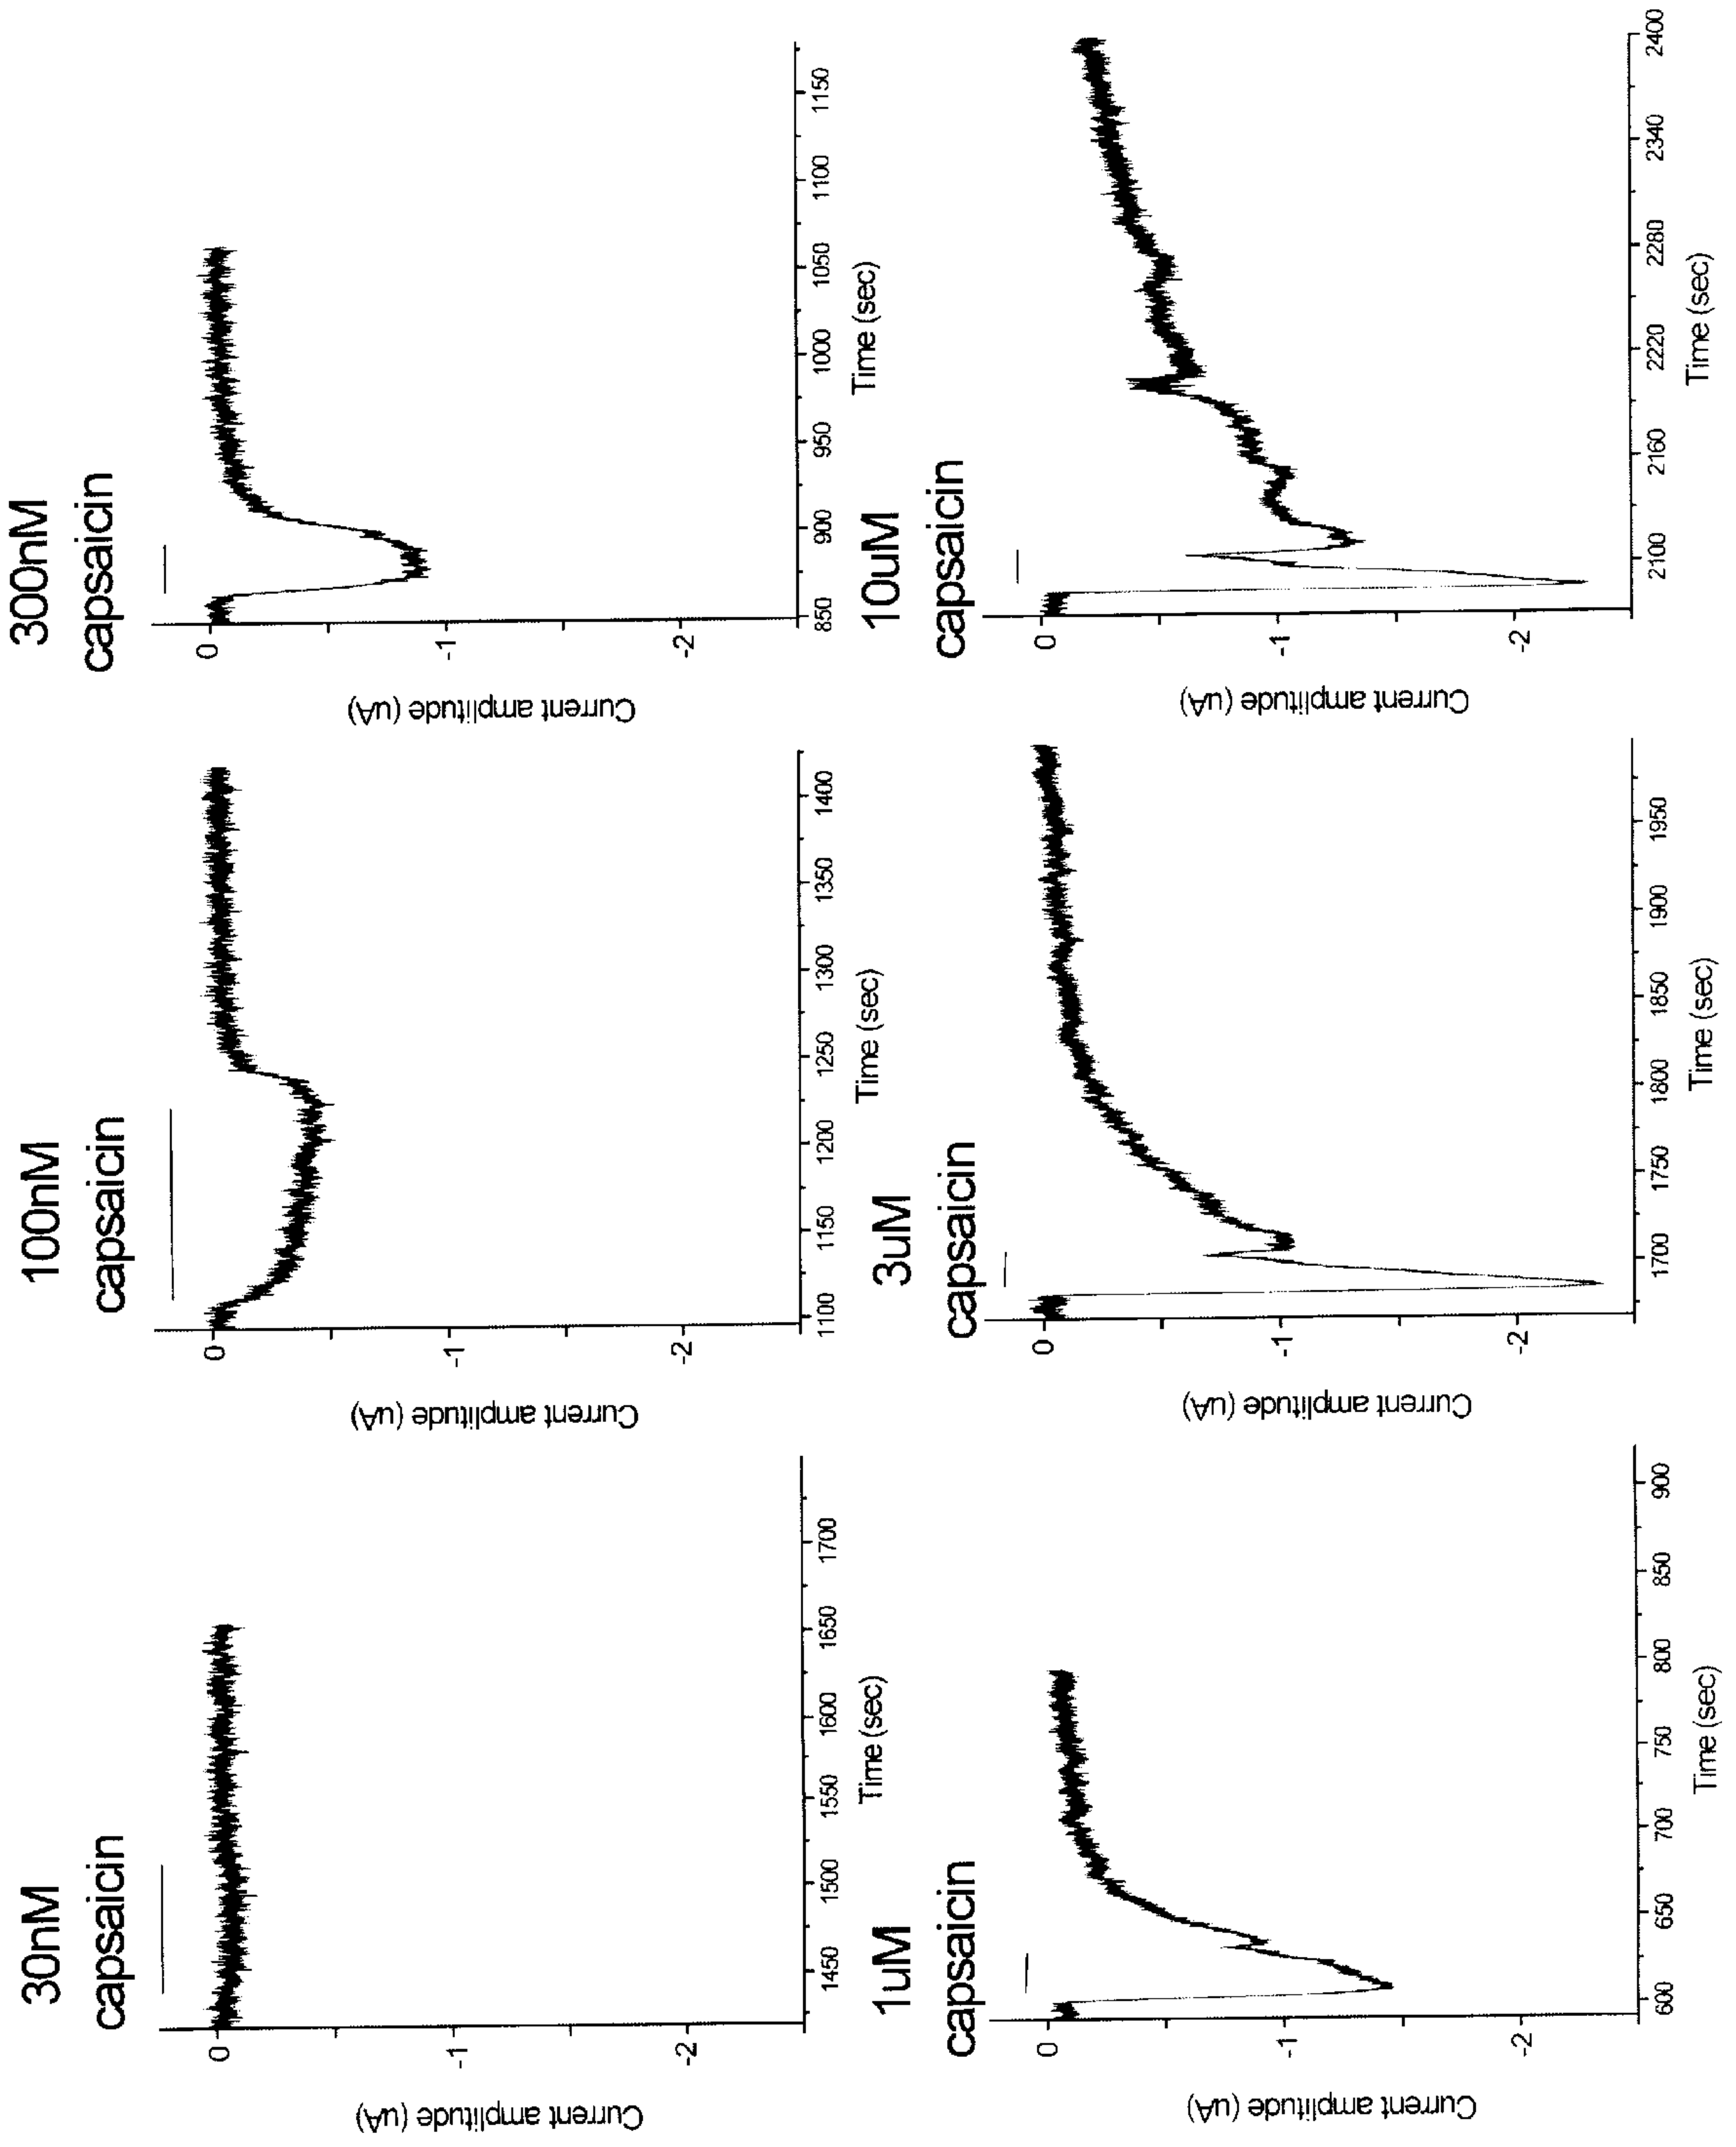 30nM
capsaicin
Current amplitude (uA)
0
-1
-2
1450 1500 1550 1600 1650 1700
Time (sec)
100nM
capsaicin
Current amplitude (uA)
0
-1
-2
1100 1150 1200 1250 1300 1350 1400
Time (sec)
300nM
capsaicin
Current amplitude (uA)
0
-1
-2
850 900 950 1000 1050 1100 1150
Time (sec)
1uM
capsaicin
Current amplitude (uA)
0
-1
-2
600 650 700 750 800 850 900
Time (sec)
3uM
capsaicin
Current amplitude (uA)
0
-1
-2
1700 1750 1800 1850 1900 1950
Time (sec)
10uM
capsaicin
Current amplitude (uA)
0
-1
-2
2100 2160 2220 2280 2340 2400
Time (sec)